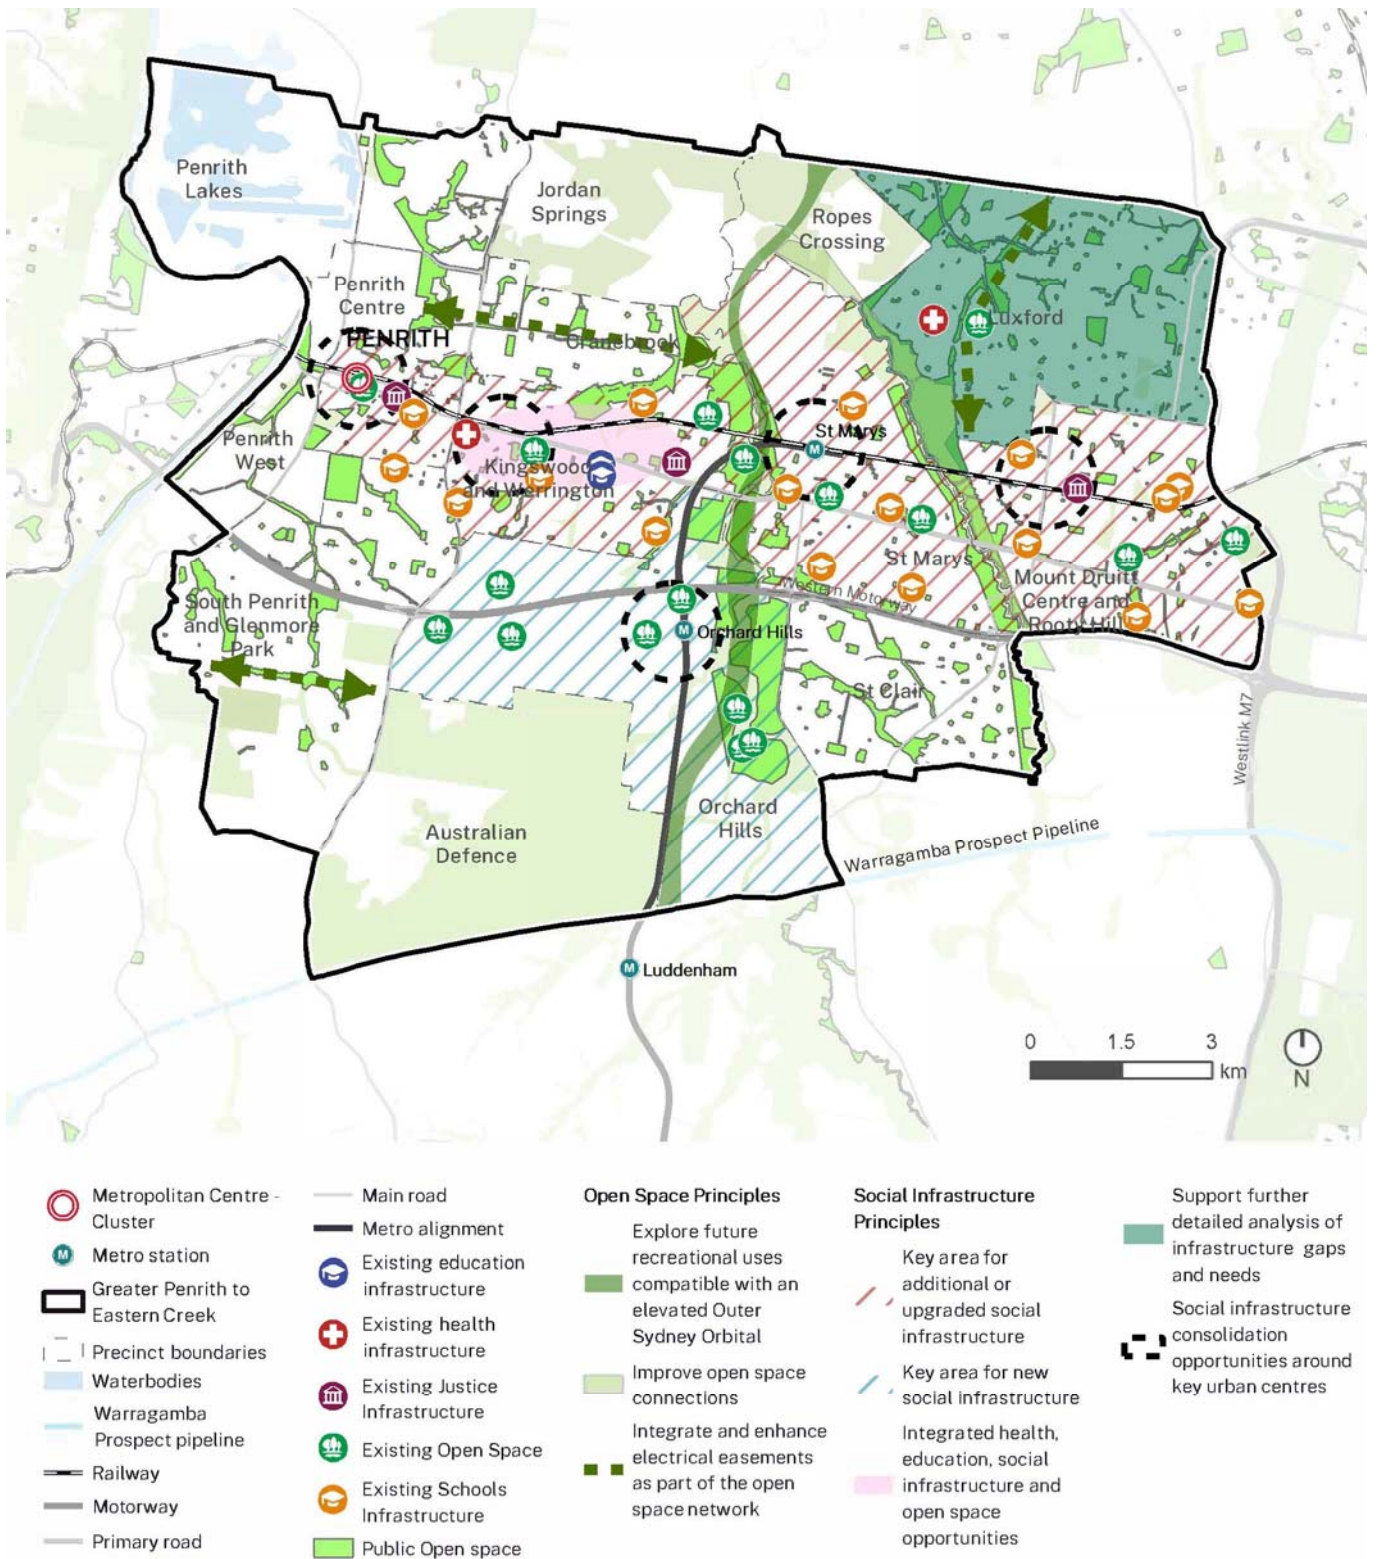 Penrith
Lakes
Jordan
Springs
Ropes
Crossing
Penrith
Centre
PENRITH
Cranebrook
Luxford
St Marys
Penrith
West
Kingswood
and Werrington
St Marys
Mount Druitt
Centre and
Rooty Hill
Western Motorway
South Penrith
and Glenmore
Park
Orchard Hills
St Clair
Westlink M7
Orchard
Hills
Australian
Defence
Warragamba Prospect Pipeline
Luddenham
0 1.5 3
km
N
Metropolitan Centre -
Cluster
Metro station
Greater Penrith to
Eastern Creek
Precinct boundaries
Waterbodies
Warragamba
Prospect pipeline
Railway
Motorway
Primary road
Main road
Metro alignment
Existing education
infrastructure
Existing health
infrastructure
Existing Justice
Infrastructure
Existing Open Space
Existing Schools
Infrastructure
Public Open space
Open Space Principles
Explore future
recreational uses
compatible with an
elevated Outer
Sydney Orbital
Improve open space
connections
Integrate and enhance
electrical easements
as part of the open
space network
Social Infrastructure
Principles
Key area for
additional or
upgraded social
infrastructure
Key area for new
social infrastructure
Integrated health,
education, social
infrastructure and
open space
opportunities
Support further
detailed analysis of
infrastructure gaps
and needs
Social infrastructure
consolidation
opportunities around
key urban centres